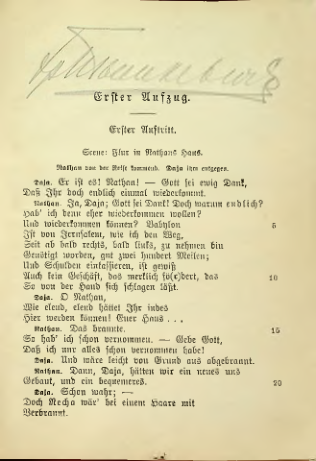 Erster Aufzug.
Erster Auftritt.
Scene: Flur in Nathans Haus.
Nathan von der Reise kommend. Daja ihm entgegen.
Daja. Er ist es! Nathan! — Gott sei ewig Dank,
Daß Ihr doch endlich einmal wiederkommt.
Nathan. Ja, Daja; Gott sei Dank! Doch warum endlich?
Hab' ich denn eher wiederkommen wollen?
Und wiederkommen können? Babylon 5
Ist von Jerusalem, wie ich den Weg,
Seit ab bald rechts, bald links, zu nehmen bin
Genötigt worden, gut zwei hundert Meilen;
Und Schulden einkassieren, ist gewiß
Auch kein Geschäft, das merklich fö(r)dert, das 10
So von der Hand sich schlagen läßt.
Daja. O Nathan,
Wie elend, elend hättet Ihr indes
Hier werden können! Euer Haus . . .
Nathan. Das brannte. 15
So hab' ich schon vernommen. — Gebe Gott,
Daß ich nur alles schon vernommen habe!
Daja. Und wäre leicht von Grund aus abgebrannt.
Nathan. Dann, Daja, hätten wir ein neues uns
Gebaut, und ein bequemeres. 20
Daja. Schon wahr; —
Doch Recha wär' bei einem Haare mit
Verbrannt.